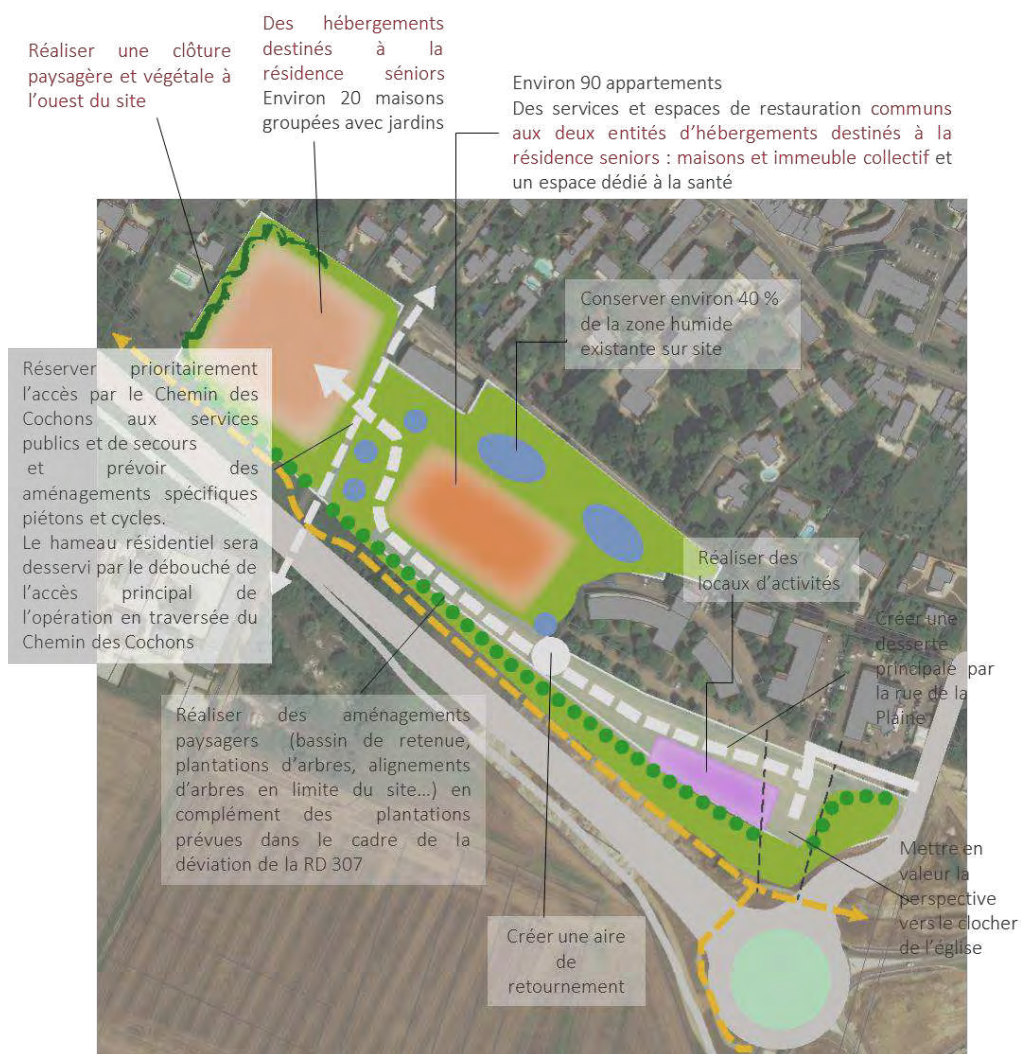 Réaliser une clôture
paysagère et végétale à
l'ouest du site
Des hébergements
destinés à la
résidence séniors
Environ 20 maisons
groupées avec jardins
Environ 90 appartements
Des services et espaces de restauration communs
aux deux entités d'hébergements destinés à la
résidence seniors : maisons et immeuble collectif et
un espace dédié à la santé
Conserver environ 40 %
de la zone humide
existante sur site
Réserver prioritairement
l'accès par le Chemin des
Cochons aux services
publics et de secours
et prévoir des
aménagements spécifiques
piétons et cycles.
Le hameau résidentiel sera
desservi par le débouché de
l'accès principal de
l'opération en traversée du
Chemin des Cochons
Réaliser des
locaux d'activités
Créer une
desserte
principale par
la rue de la
Plaine
Réaliser des aménagements
paysagers (bassin de retenue,
plantations d'arbres, alignements
d'arbres en limite du site…) en
complément des plantations
prévues dans le cadre de la
déviation de la RD 307
Mettre en
valeur la
perspective
vers le clocher
de l'église
Créer une aire
de
retournement